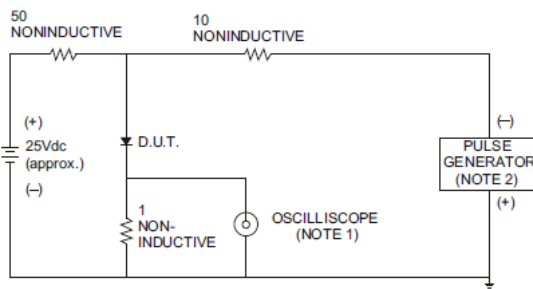 50
NONINDUCTIVE
10
NONINDUCTIVE
(+)
25Vdc
(approx.)
(–)
D.U.T.
1
NON-
INDUCTIVE
OSCILLISCOPE
(NOTE 1)
(–)
PULSE
GENERATOR
(NOTE 2)
(+)